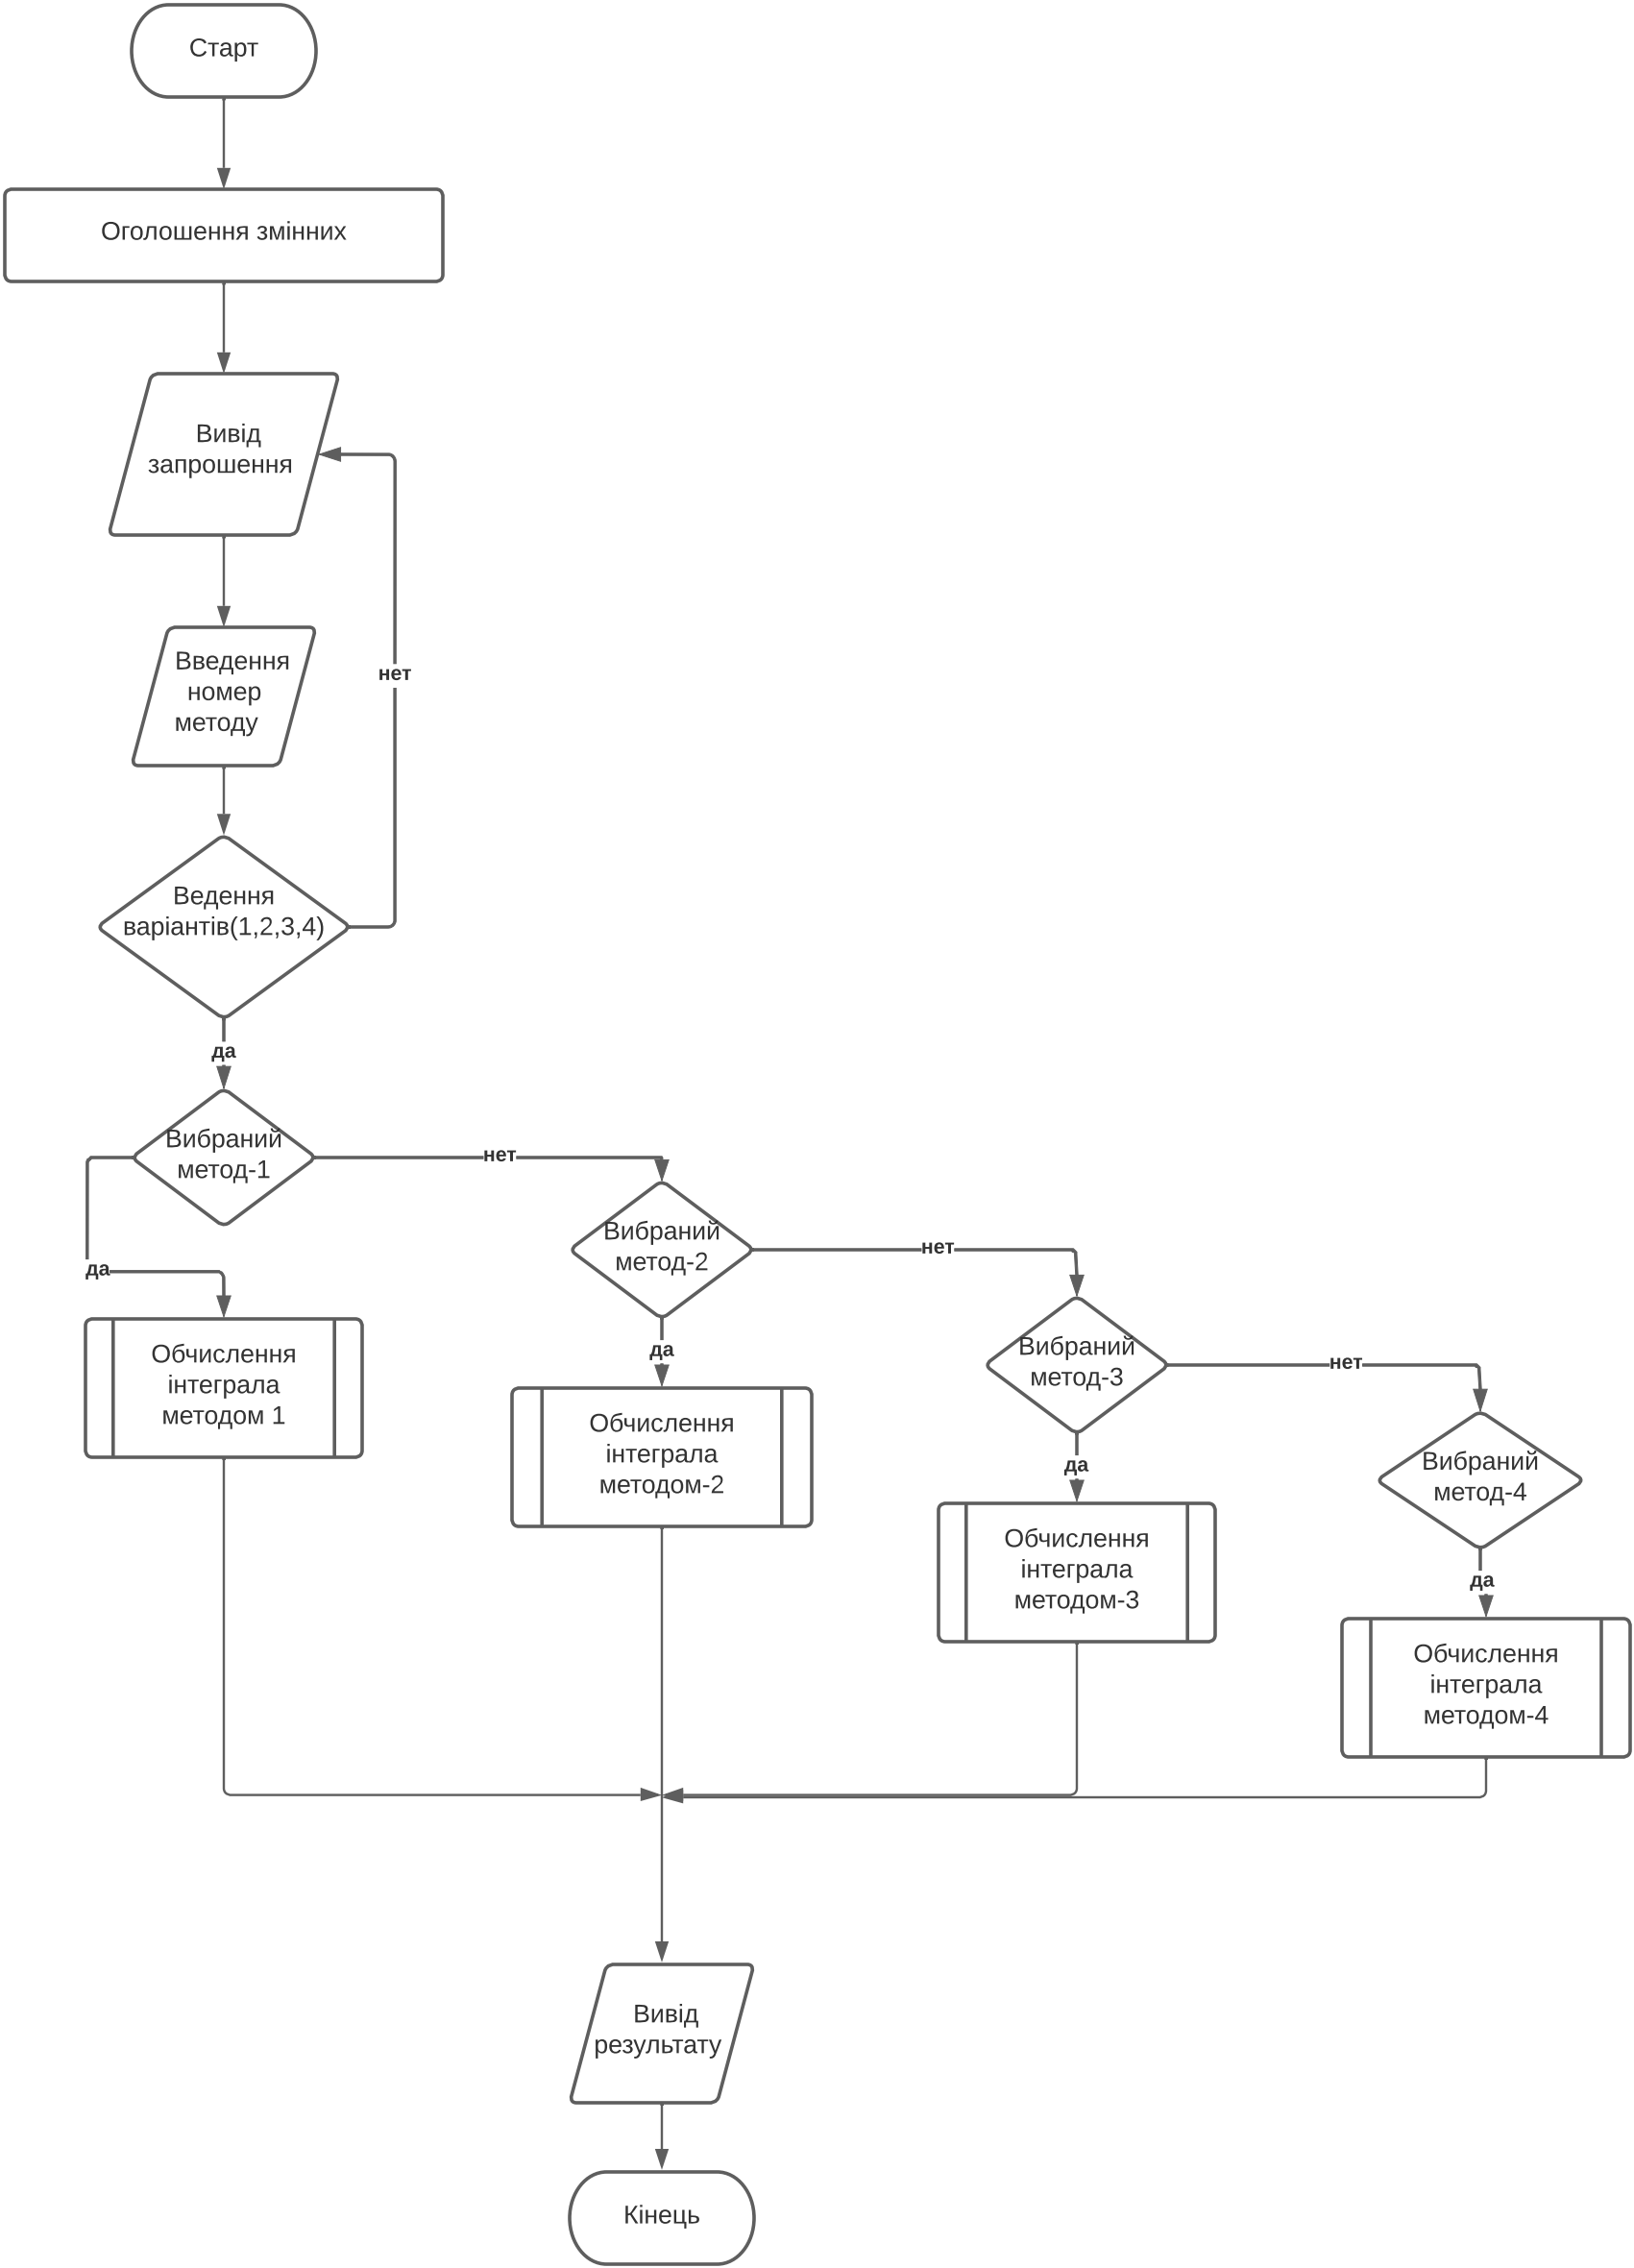 Старт
Оголошення змінних
Вивід
запрошення
Введення
номер
методу
нет
Ведення
варіантів(1,2,3,4)
да
Вибраний
метод-1
нет
да
Обчислення
інтеграла
методом 1
Вибраний
метод-2
нет
да
Обчислення
інтеграла
методом-2
Вибраний
метод-3
нет
да
Обчислення
інтеграла
методом-3
Вибраний
метод-4
да
Обчислення
інтеграла
методом-4
Вивід
результату
Кінець